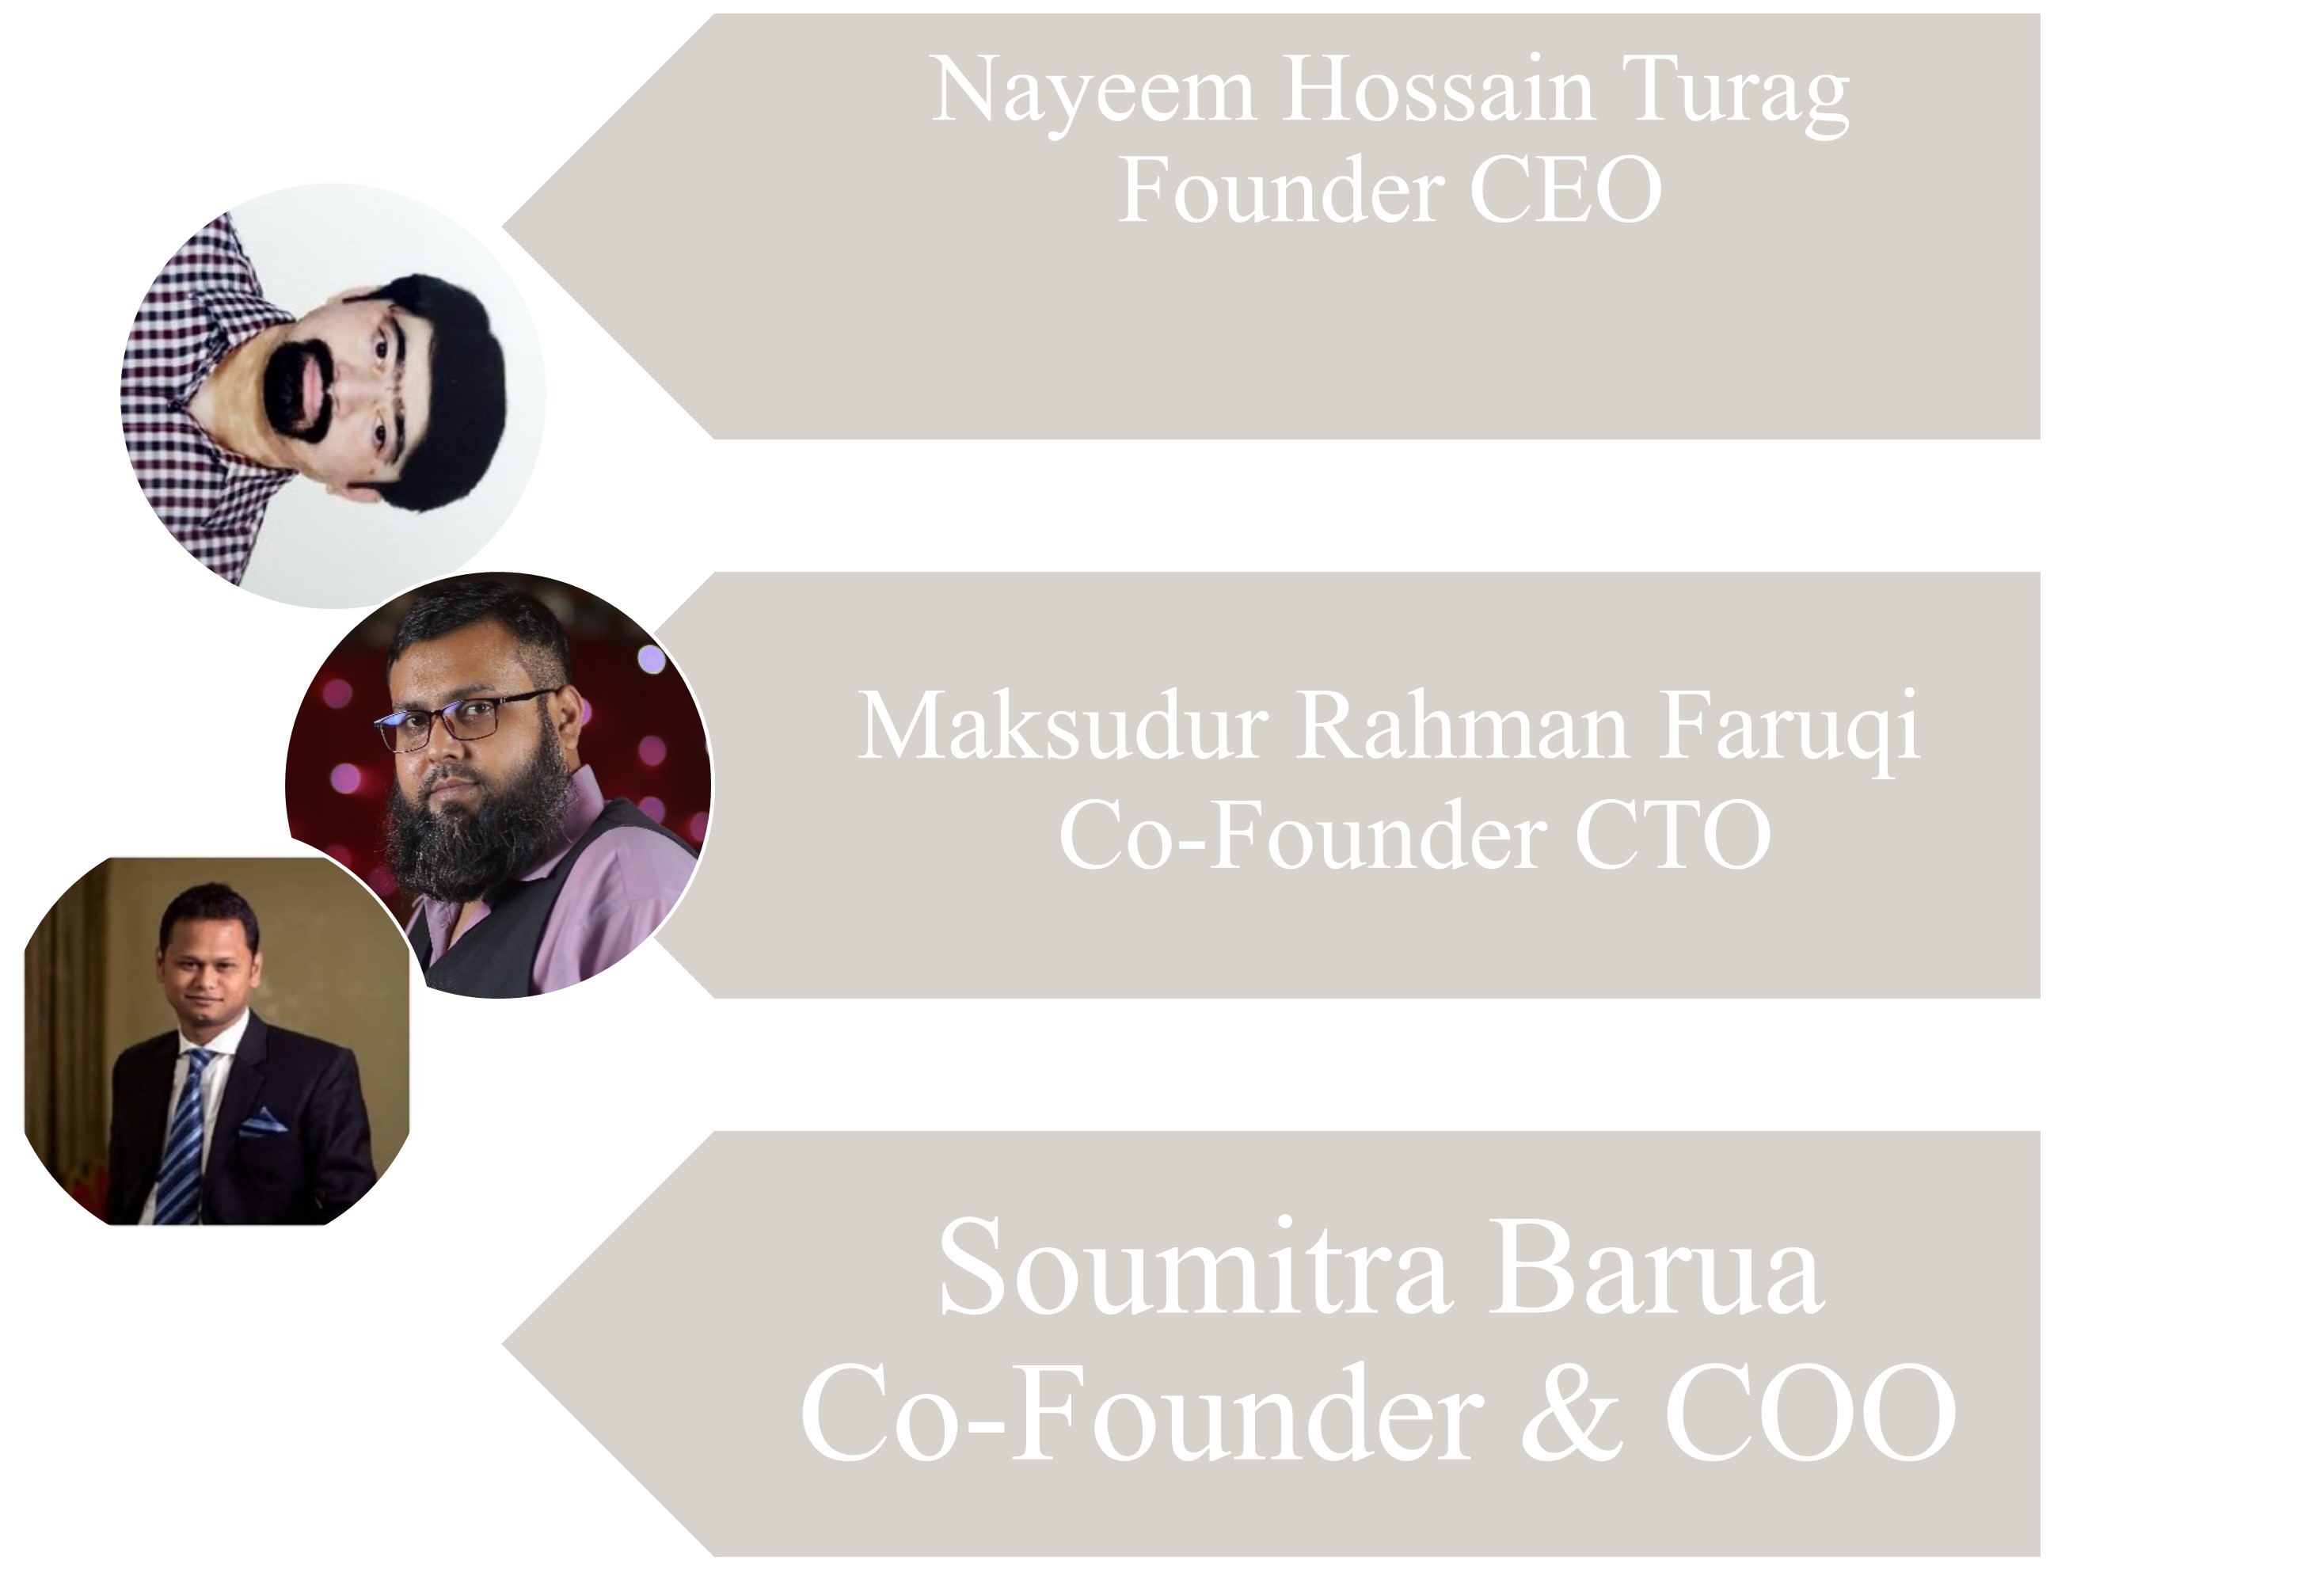 Nayeem Hossain Turag
Founder CEO
Maksudur Rahman Faruqi
Co-Founder CTO
Soumitra Barua
Co-Founder & COO